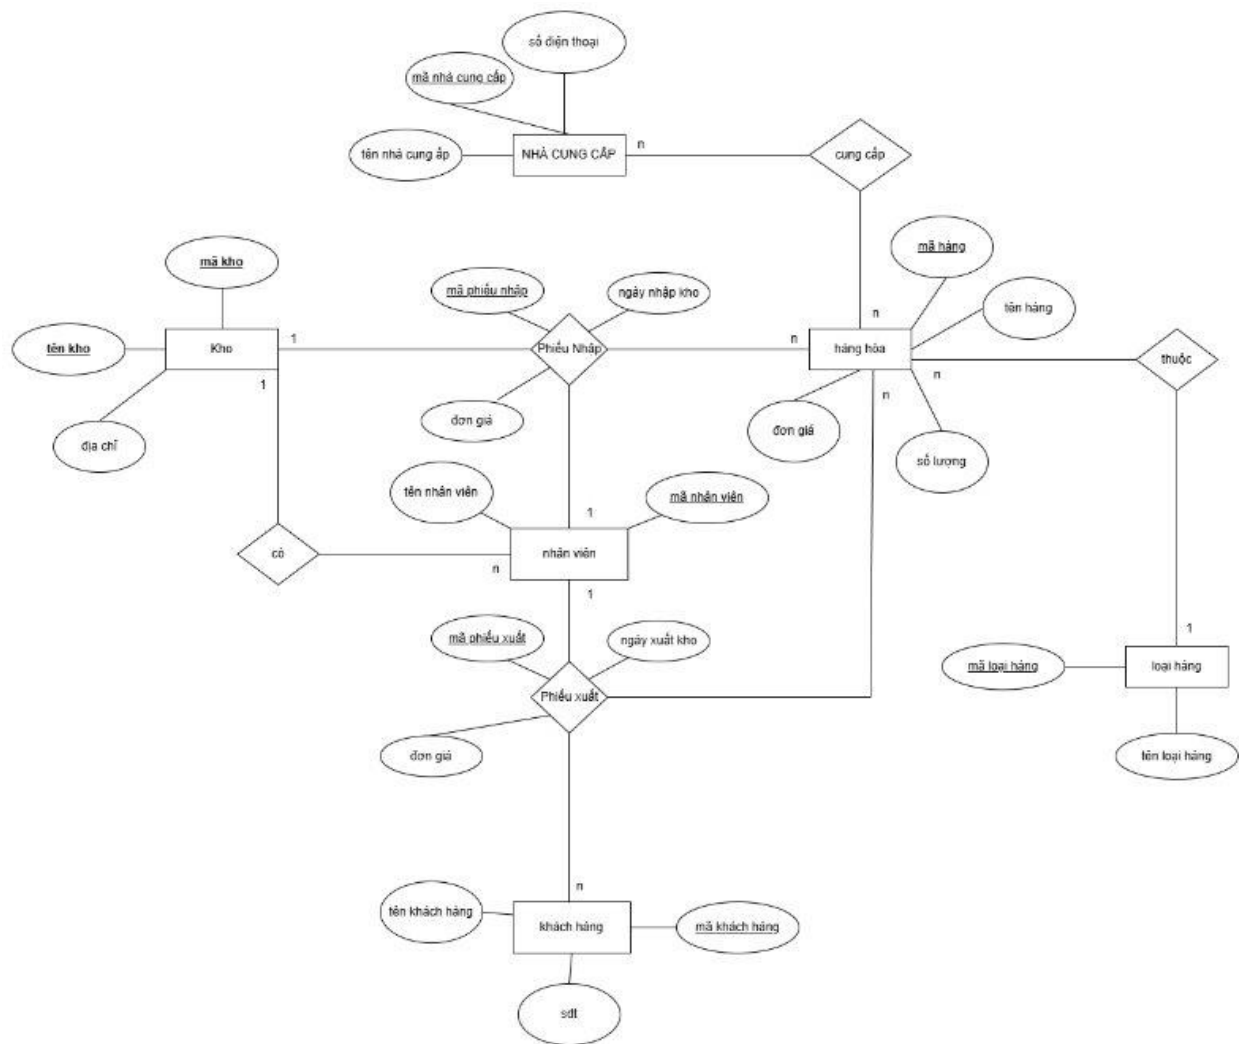 số điện thoại
mã nhà cung cấp
tên nhà cung ấp
NHÀ CUNG CẤP
n
cung cấp
mã hàng
tên hàng
n
mã kho
mã phiếu nhập
ngày nhập kho
tên kho
Kho
1
Phiếu Nhập
n
hàng hóa
thuộc
1
n
n
địa chỉ
đơn giá
đơn giá
số lượng
tên nhân viên
mã nhân viên
1
có
n
nhân viên
1
mã phiếu xuất
ngày xuất kho
1
mã loại hàng
loại hàng
Phiếu xuất
đơn giá
tên loại hàng
n
tên khách hàng
khách hàng
mã khách hàng
sdt